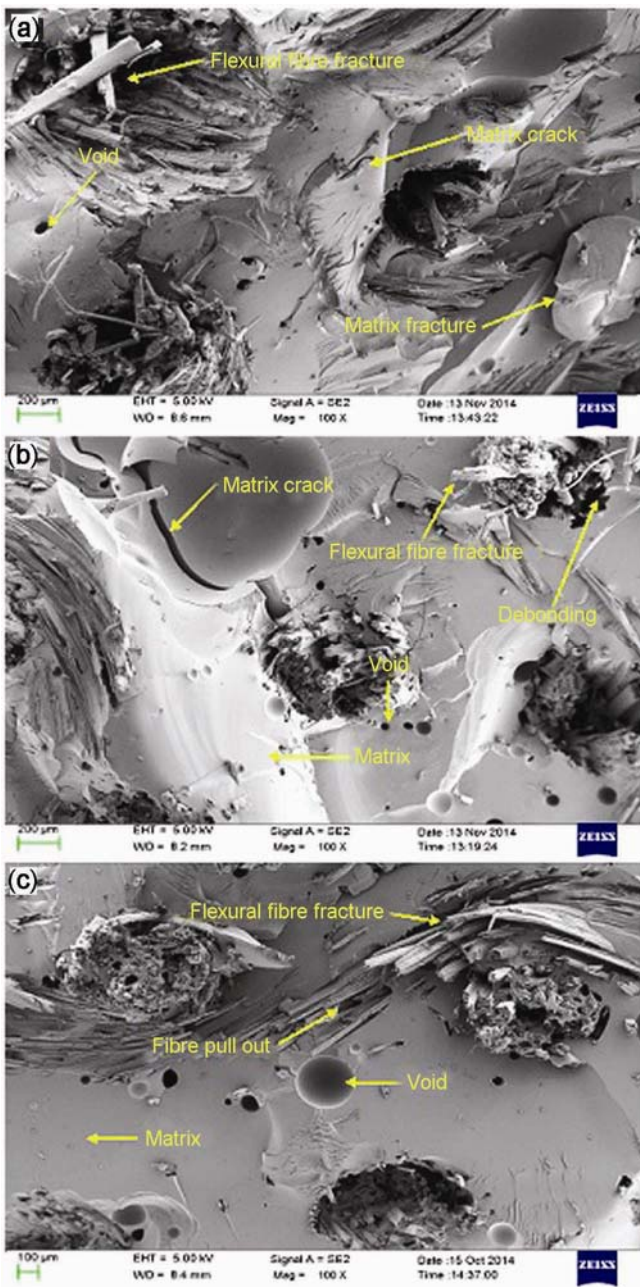 (a)
Flexural fibre fracture
Void
Matrix crack
Matrix fracture
200 µm
EHT = 5.00 kV
Signal A = SE2
Date :13 Nov 2014
WD = 8.6 mm
Mag = 100 X
Time :13:43:22
ZEISS
(b)
Matrix crack
Flexural fibre fracture
Debonding
Void
Matrix
200 µm
EHT = 5.00 kV
Signal A = SE2
Date :13 Nov 2014
WD = 8.2 mm
Mag = 100 X
Time :13:19:24
ZEISS
(c)
Flexural fibre fracture
Fibre pull out
Void
Matrix
100 µm
EHT = 5.00 kV
Signal A = SE2
Date :15 Oct 2014
WD = 8.4 mm
Mag = 100 X
Time :14:37:00
ZEISS